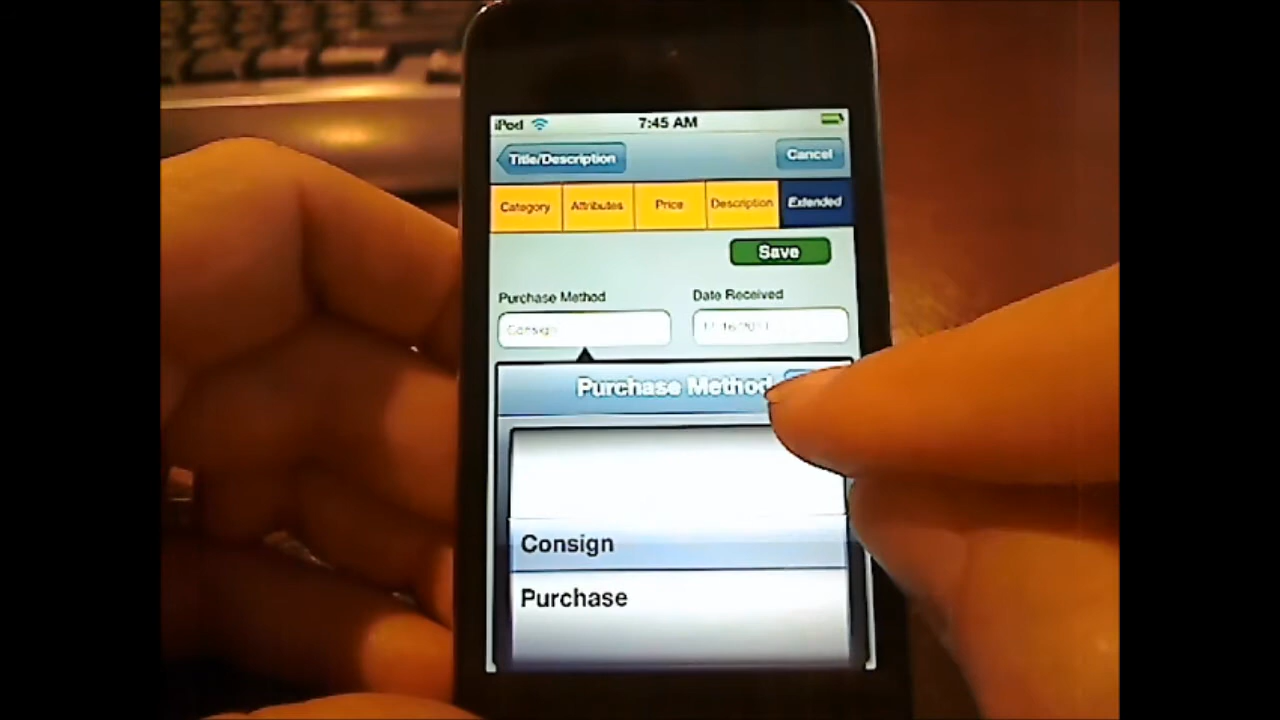 iPod 7:45 AM
Title/Description Cancel
Category Attributes Price Description Extended
Save
Purchase Method Date Received
Consign
Purchase Method
Consign
Purchase